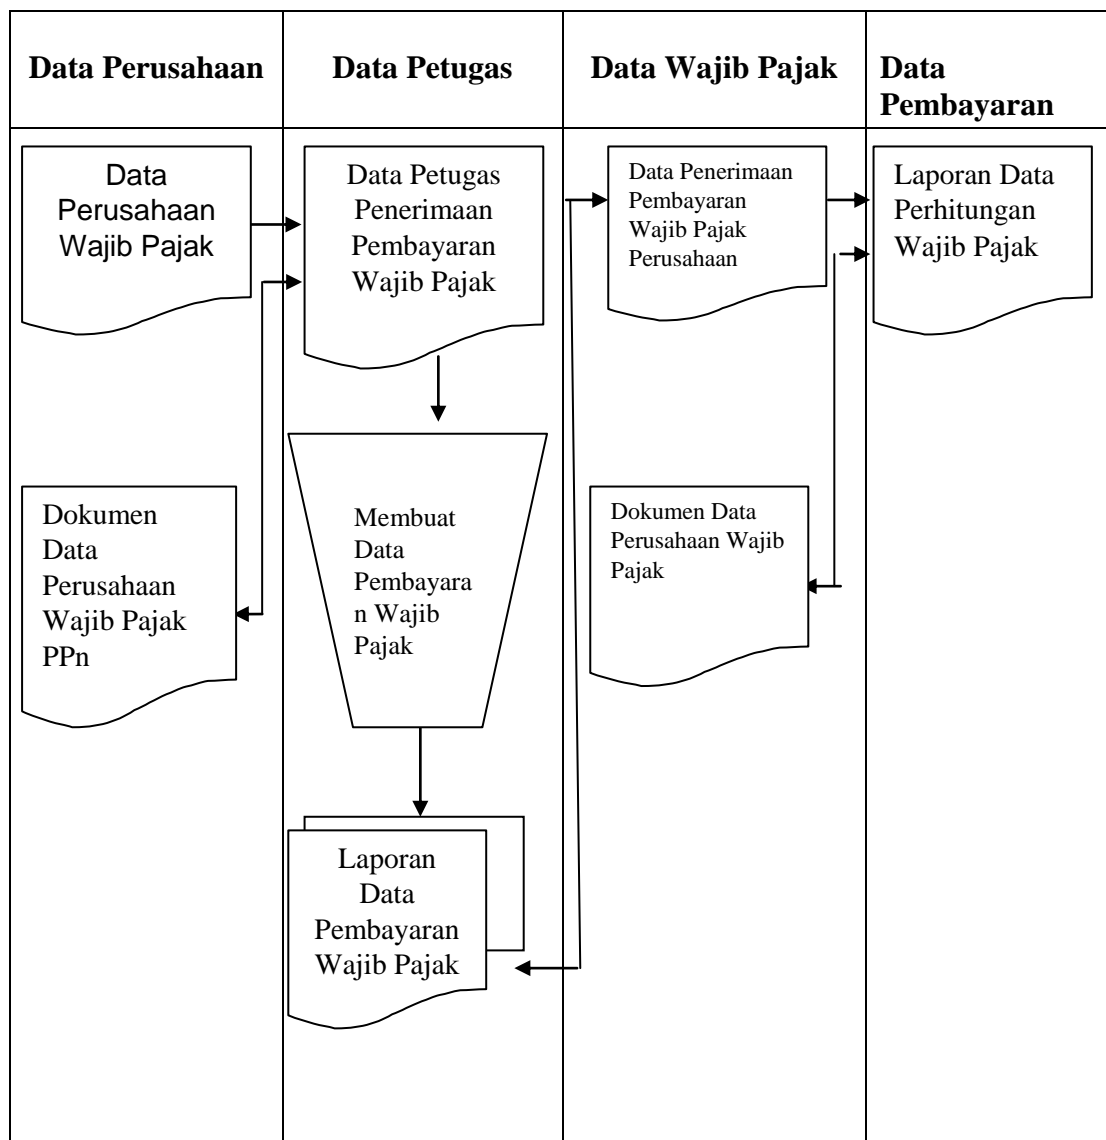 Data Perusahaan
Data Petugas
Data Wajib Pajak
Data
Pembayaran
Data
Perusahaan
Wajib Pajak
Data Petugas
Penerimaan
Pembayaran
Wajib Pajak
Data Penerimaan
Pembayaran
Wajib Pajak
Perusahaan
Laporan Data
Perhitungan
Wajib Pajak
Dokumen
Data
Perusahaan
Wajib Pajak
PPn
Membuat
Data
Pembayara
n Wajib
Pajak
Dokumen Data
Perusahaan Wajib
Pajak
Laporan
Data
Pembayaran
Wajib Pajak